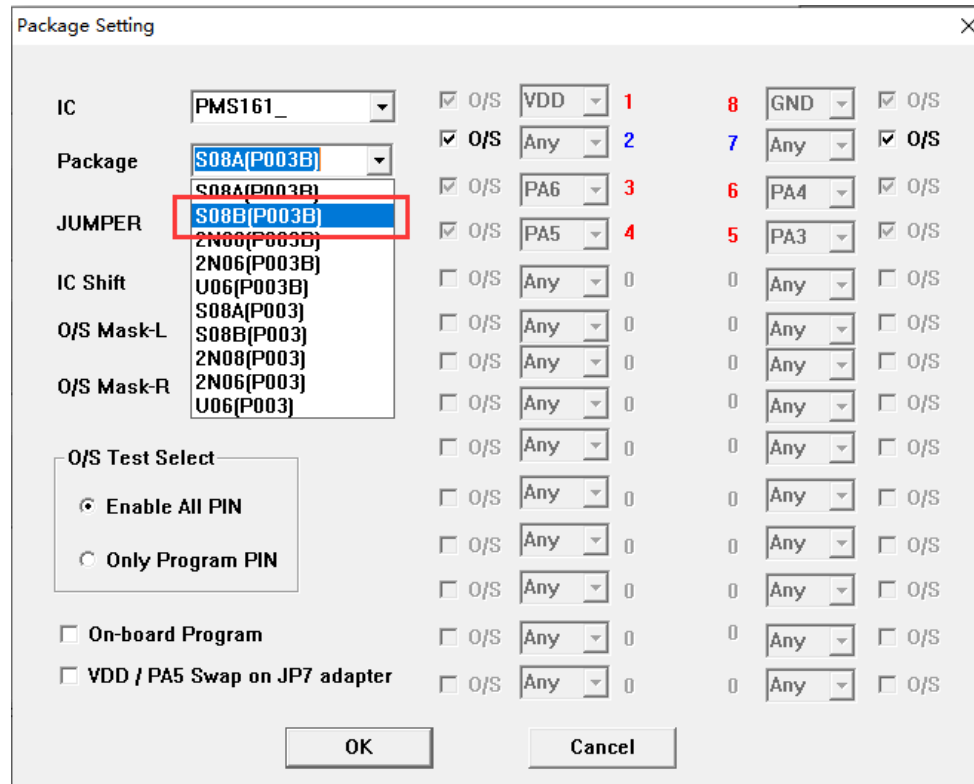 Package Setting
IC PMS161_ O/S VDD 1 8 GND O/S
O/S Any 2 7 Any O/S
Package S08A(P003B)
S08A(P003B) O/S PA6 3 6 PA4 O/S
JUMPER S08B(P003B) O/S PA5 4 5 PA3 O/S
2N08(P003B)
2N06(P003B)
IC Shift U06(P003B) O/S Any 0 0 Any O/S
S08A(P003)
O/S Mask-L S08B(P003) O/S Any 0 0 Any O/S
2N08(P003) O/S Any 0 0 Any O/S
O/S Mask-R 2N06(P003)
U06(P003) O/S Any 0 0 Any O/S
O/S Test Select O/S Any 0 0 Any O/S
Enable All PIN O/S Any 0 0 Any O/S
Only Program PIN O/S Any 0 0 Any O/S
O/S Any 0 0 Any O/S
On-board Program O/S Any 0 0 Any O/S
VDD / PA5 Swap on JP7 adapter O/S Any 0 0 Any O/S
OK Cancel